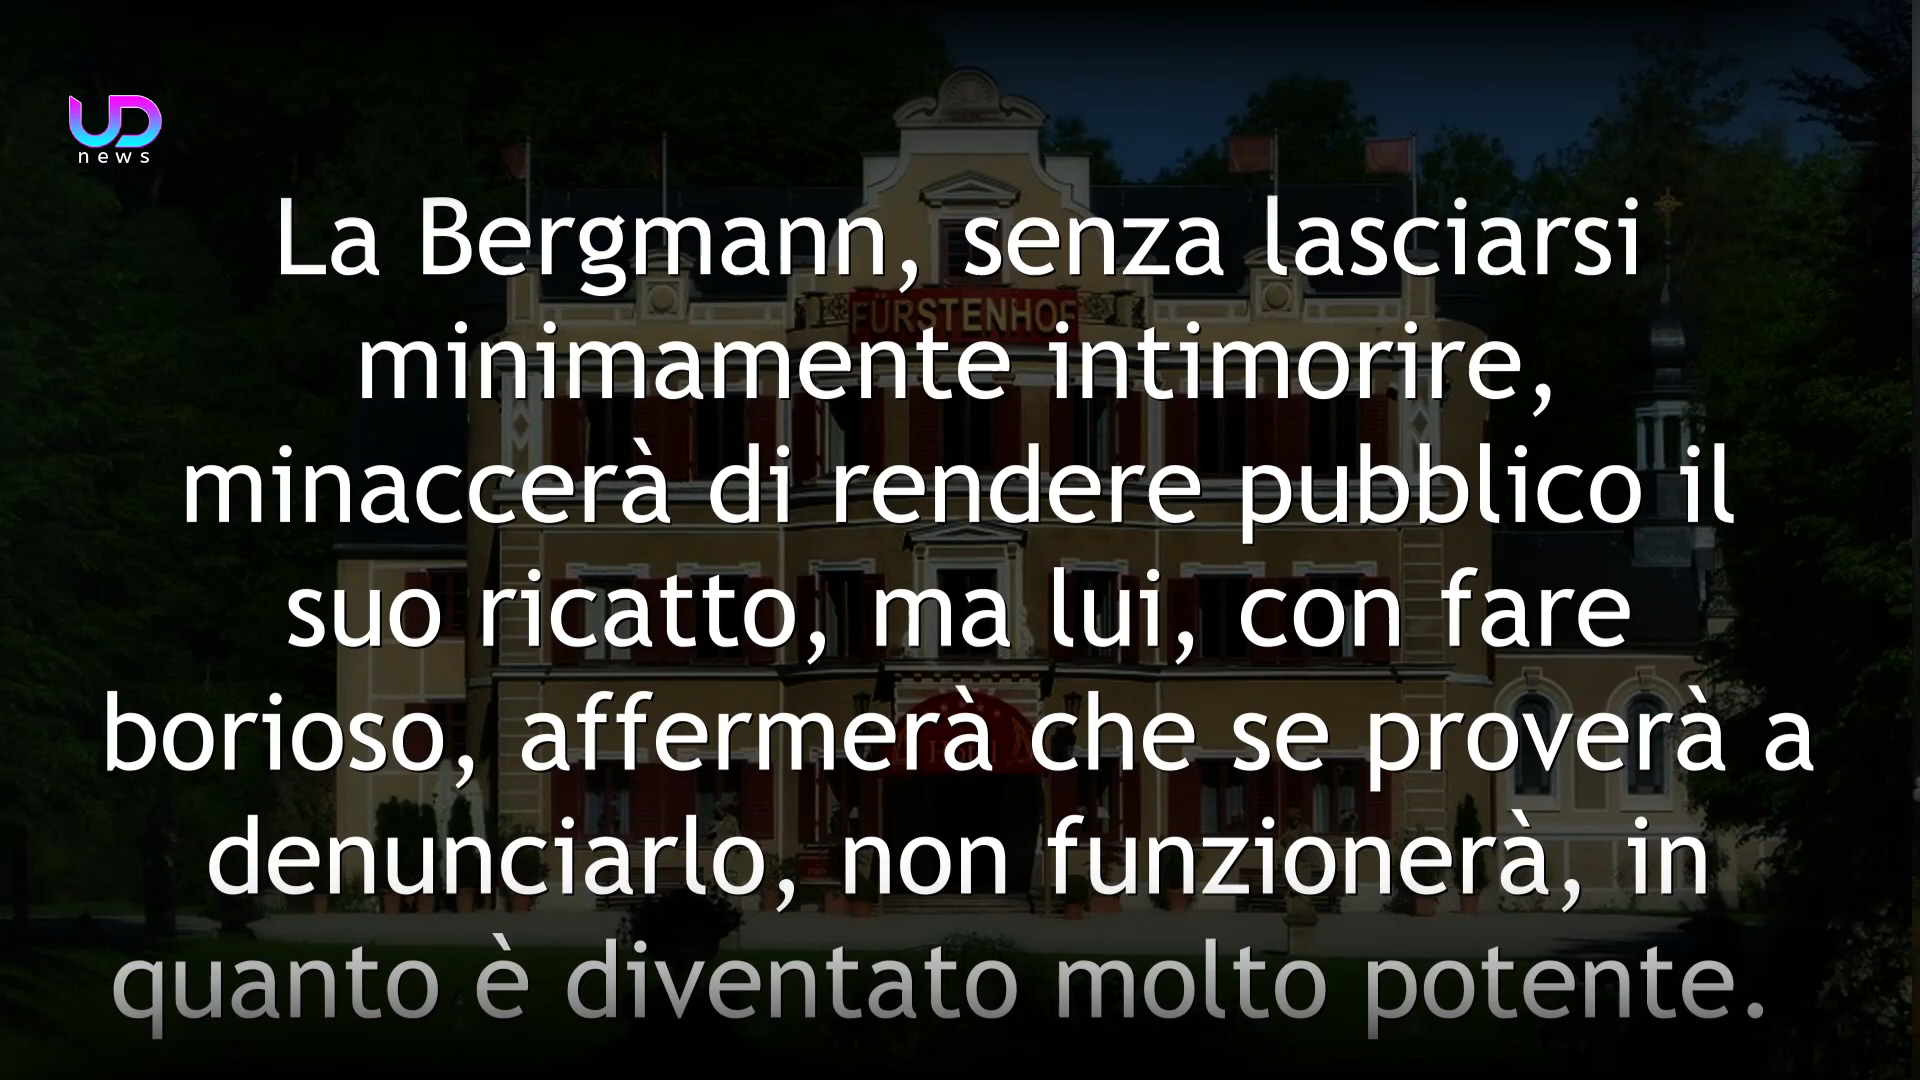 UD
news
La Bergmann, senza lasciarsi
FÜRSTENHOF
minimamente intimorire,
minaccerà di rendere pubblico il
suo ricatto, ma lui, con fare
borioso, affermerà che se proverà a
denunciarlo, non funzionerà, in
quanto è diventato molto potente.